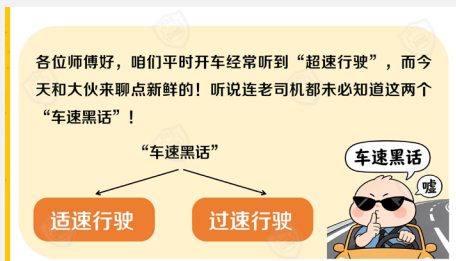 各位师傅好，咱们平时开车经常听到“超速行驶”，而今
天和大伙来聊点新鲜的！听说连老司机都未必知道这两个
“车速黑话”！
“车速黑话”
适速行驶
过速行驶
车速黑话
嘘